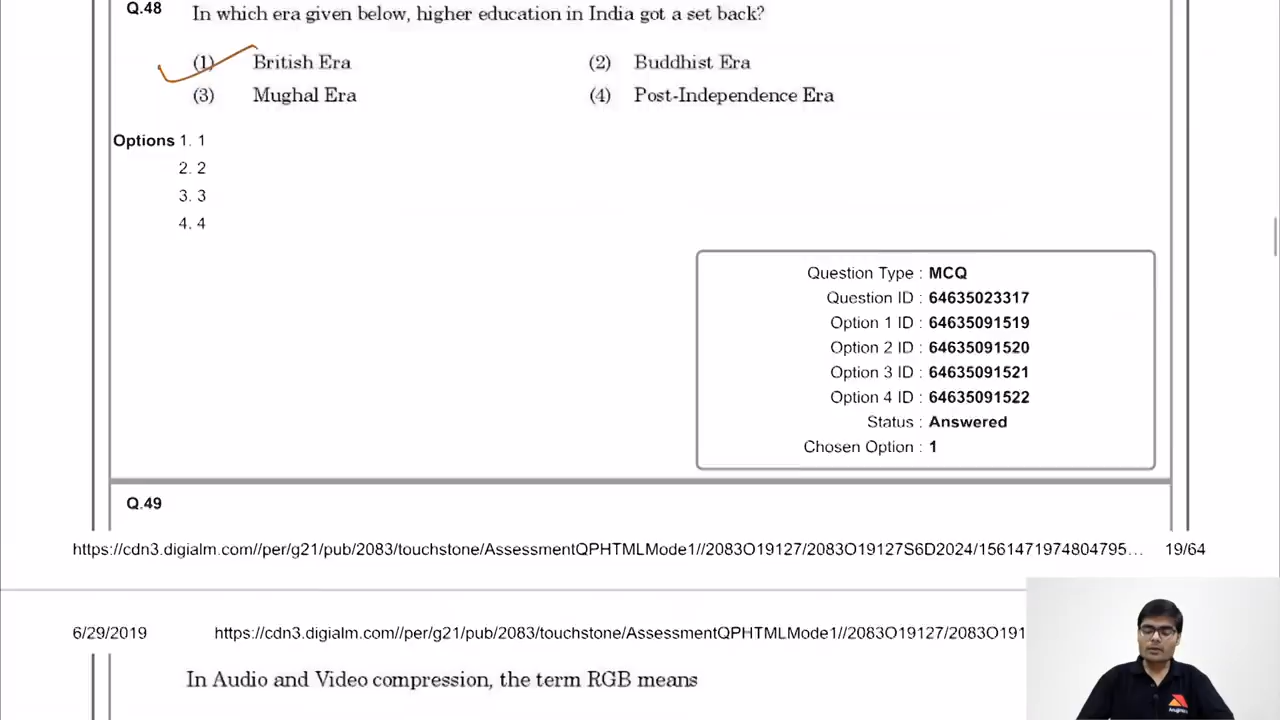 Q.48 In which era given below, higher education in India got a set back?
(1) British Era (2) Buddhist Era
(3) Mughal Era (4) Post-Independence Era
Options 1. 1
2. 2
3. 3
4. 4
Question Type : MCQ
Question ID : 64635023317
Option 1 ID : 64635091519
Option 2 ID : 64635091520
Option 3 ID : 64635091521
Option 4 ID : 64635091522
Status : Answered
Chosen Option : 1
Q.49
https://cdn3.digialm.com//per/g21/pub/2083/touchstone/AssessmentQPHTMLMode1//2083O19127/2083O19127S6D2024/1561471974804795... 19/64
6/29/2019 https://cdn3.digialm.com//per/g21/pub/2083/touchstone/AssessmentQPHTMLMode1//2083O19127/2083O191
In Audio and Video compression, the term RGB means